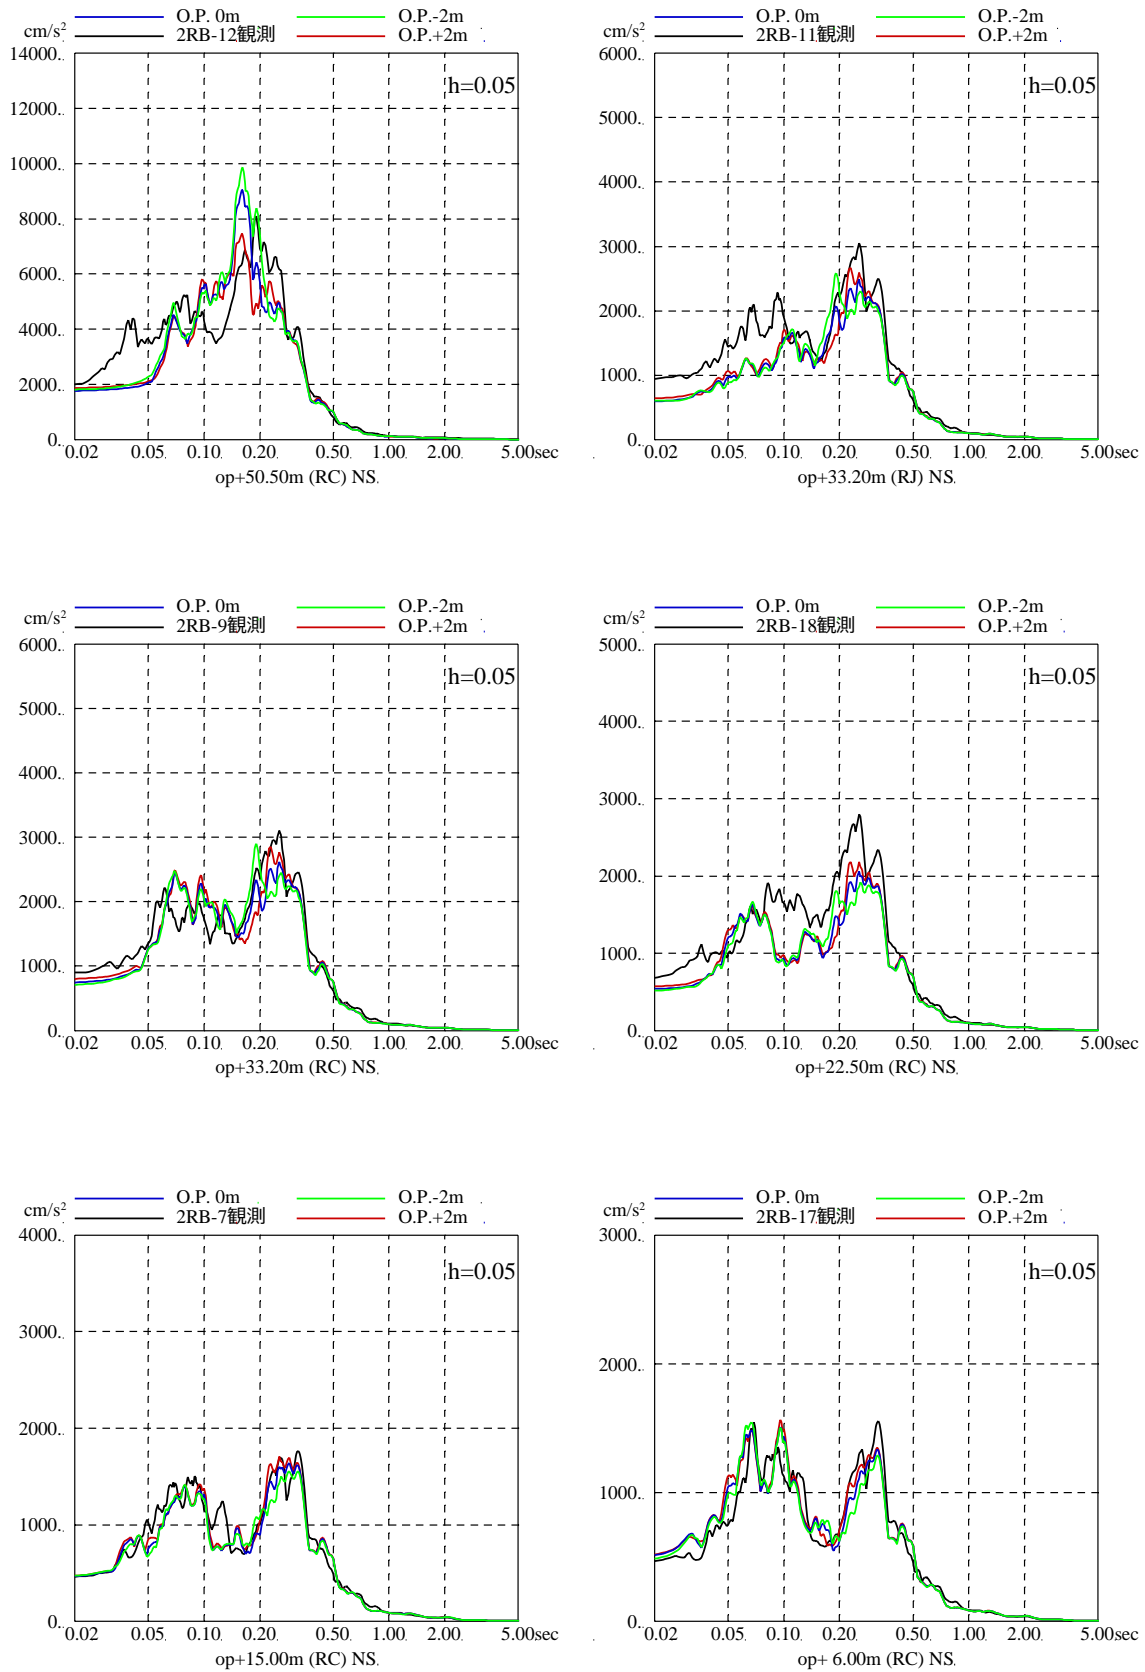 O.P. 0m O.P.-2m
cm/s2 2RB-12観測 O.P.+2m
14000.
h=0.05
12000.
10000.
8000.
6000.
4000.
2000.
0.
0.02 0.05 0.10 0.20 0.50 1.00 2.00 5.00sec
op+50.50m (RC) NS
O.P. 0m O.P.-2m
cm/s2 2RB-11観測 O.P.+2m
6000.
h=0.05
5000.
4000.
3000.
2000.
1000.
0.
0.02 0.05 0.10 0.20 0.50 1.00 2.00 5.00sec
op+33.20m (RJ) NS
O.P. 0m O.P.-2m
cm/s2 2RB-9観測 O.P.+2m
6000.
h=0.05
5000.
4000.
3000.
2000.
1000.
0.
0.02 0.05 0.10 0.20 0.50 1.00 2.00 5.00sec
op+33.20m (RC) NS
O.P. 0m O.P.-2m
cm/s2 2RB-18観測 O.P.+2m
5000.
h=0.05
4000.
3000.
2000.
1000.
0.
0.02 0.05 0.10 0.20 0.50 1.00 2.00 5.00sec
op+22.50m (RC) NS
O.P. 0m O.P.-2m
cm/s2 2RB-7観測 O.P.+2m
4000.
h=0.05
3000.
2000.
1000.
0.
0.02 0.05 0.10 0.20 0.50 1.00 2.00 5.00sec
op+15.00m (RC) NS
O.P. 0m O.P.-2m
cm/s2 2RB-17観測 O.P.+2m
3000.
h=0.05
2000.
1000.
0.
0.02 0.05 0.10 0.20 0.50 1.00 2.00 5.00sec
op+ 6.00m (RC) NS